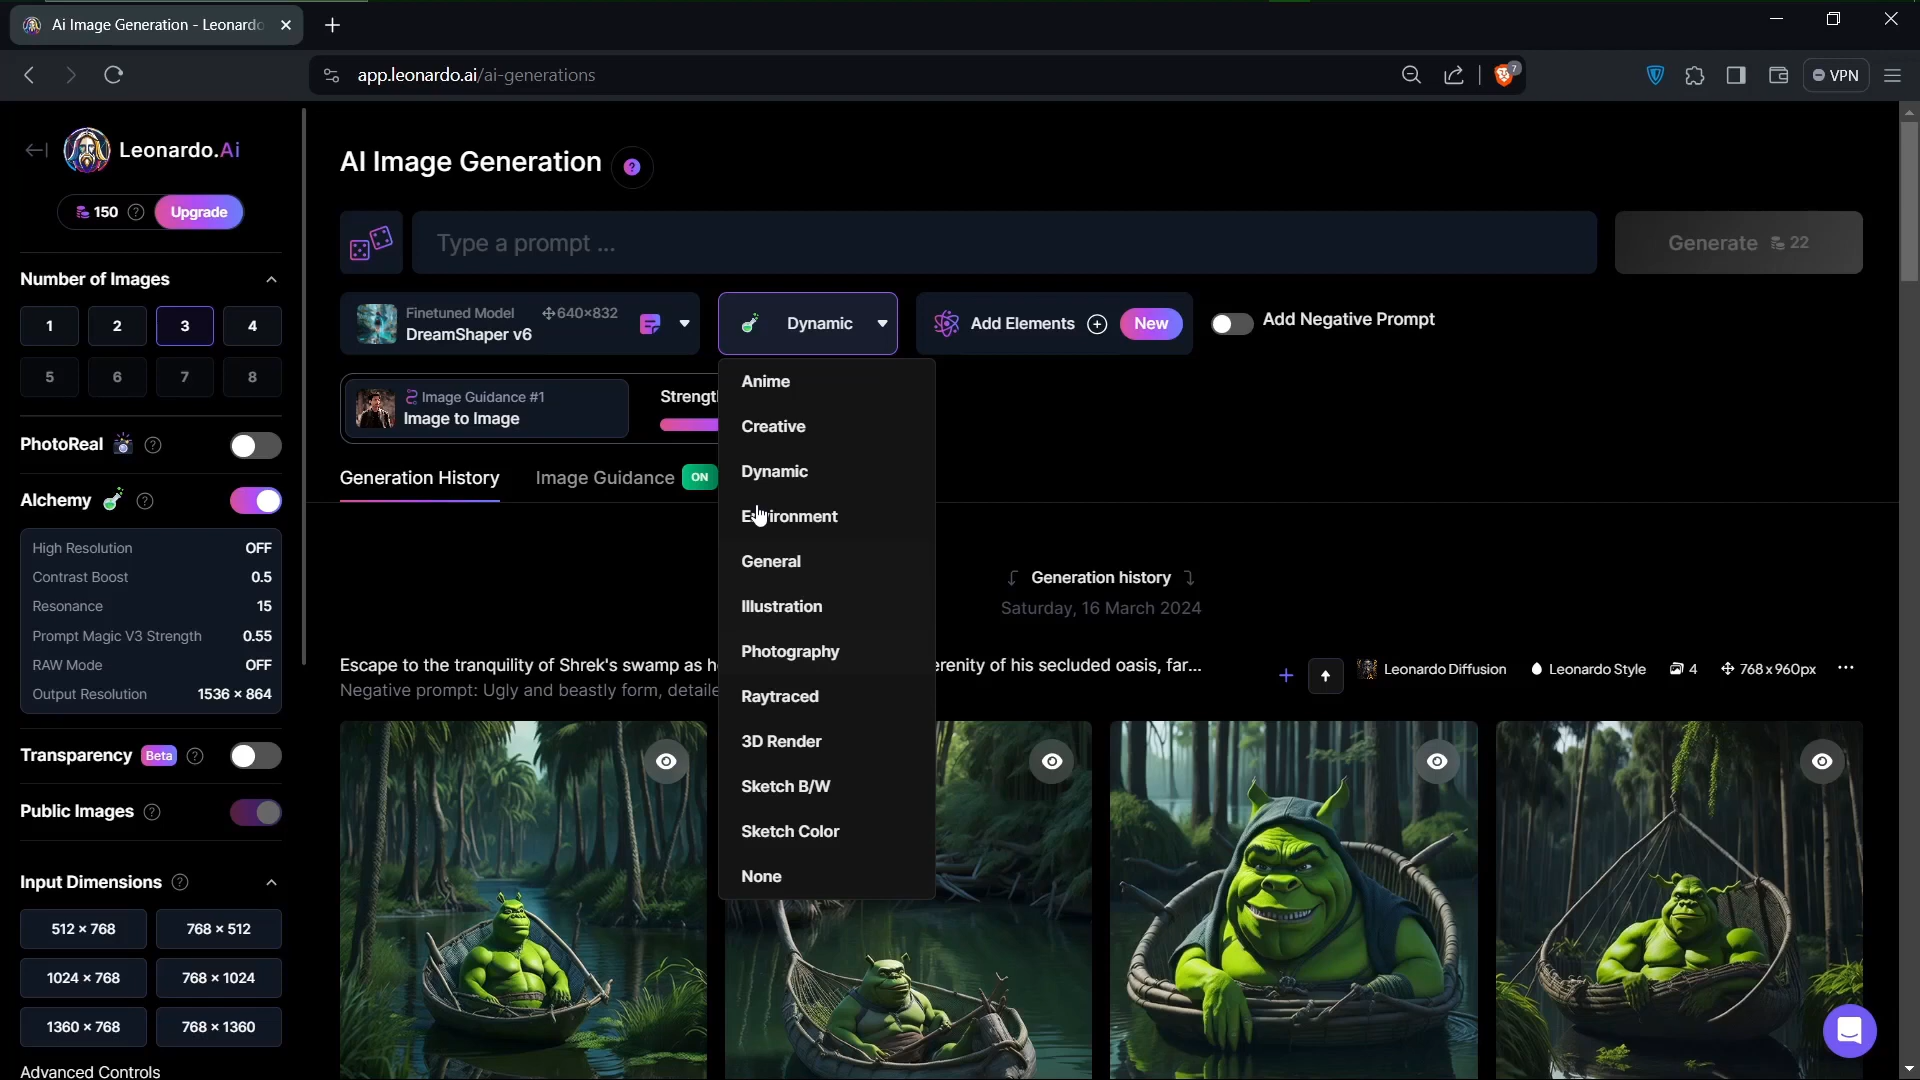 Ai Image Generation - Leonardo
app.leonardo.ai/ai-generations
7
VPN
Leonardo.Ai
150 ? Upgrade
Number of Images
1 2 3 4
5 6 7 8
PhotoReal ?
Alchemy ?
High Resolution OFF
Contrast Boost 0.5
Resonance 15
Prompt Magic V3 Strength 0.55
RAW Mode OFF
Output Resolution 1536 × 864
Transparency Beta ?
Public Images ?
Input Dimensions ?
512 × 768 768 × 512
1024 × 768 768 × 1024
1360 × 768 768 × 1360
Advanced Controls
AI Image Generation ?
Type a prompt ...
Generate 22
Finetuned Model 640×832
DreamShaper v6
Dynamic
Add Elements New
Add Negative Prompt
Image Guidance #1
Image to Image
Strengt
Anime
Creative
Dynamic
Environment
General
Illustration
Photography
Raytraced
3D Render
Sketch B/W
Sketch Color
None
Generation History
Image Guidance ON
Generation history
Saturday, 16 March 2024
Escape to the tranquility of Shrek's swamp as h erenity of his secluded oasis, far...
Negative prompt: Ugly and beastly form, detaile
Leonardo Diffusion Leonardo Style 4 768 x 960px